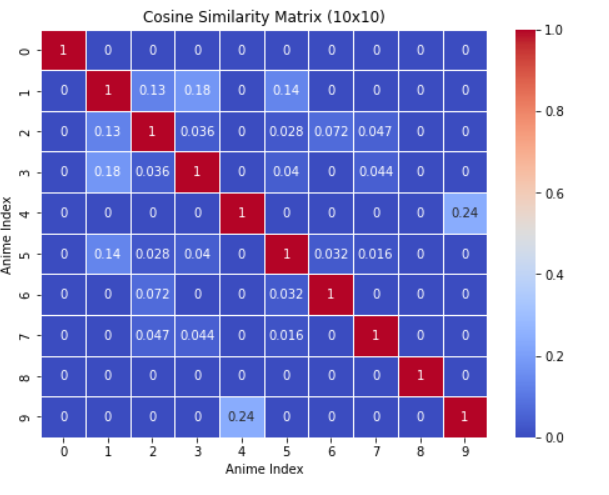 Cosine Similarity Matrix (10x10)
0 1 0 0 0 0 0 0 0 0 0
1 0 1 0.13 0.18 0 0.14 0 0 0 0
2 0 0.13 1 0.036 0 0.028 0.072 0.047 0 0
3 0 0.18 0.036 1 0 0.04 0 0.044 0 0
4 0 0 0 0 1 0 0 0 0 0.24
5 0 0.14 0.028 0.04 0 1 0.032 0.016 0 0
6 0 0 0.072 0 0 0.032 1 0 0 0
7 0 0 0.047 0.044 0 0.016 0 1 0 0
8 0 0 0 0 0 0 0 0 1 0
9 0 0 0 0 0.24 0 0 0 0 1
0 1 2 3 4 5 6 7 8 9
Anime Index
Anime Index
1.0
0.8
0.6
0.4
0.2
0.0